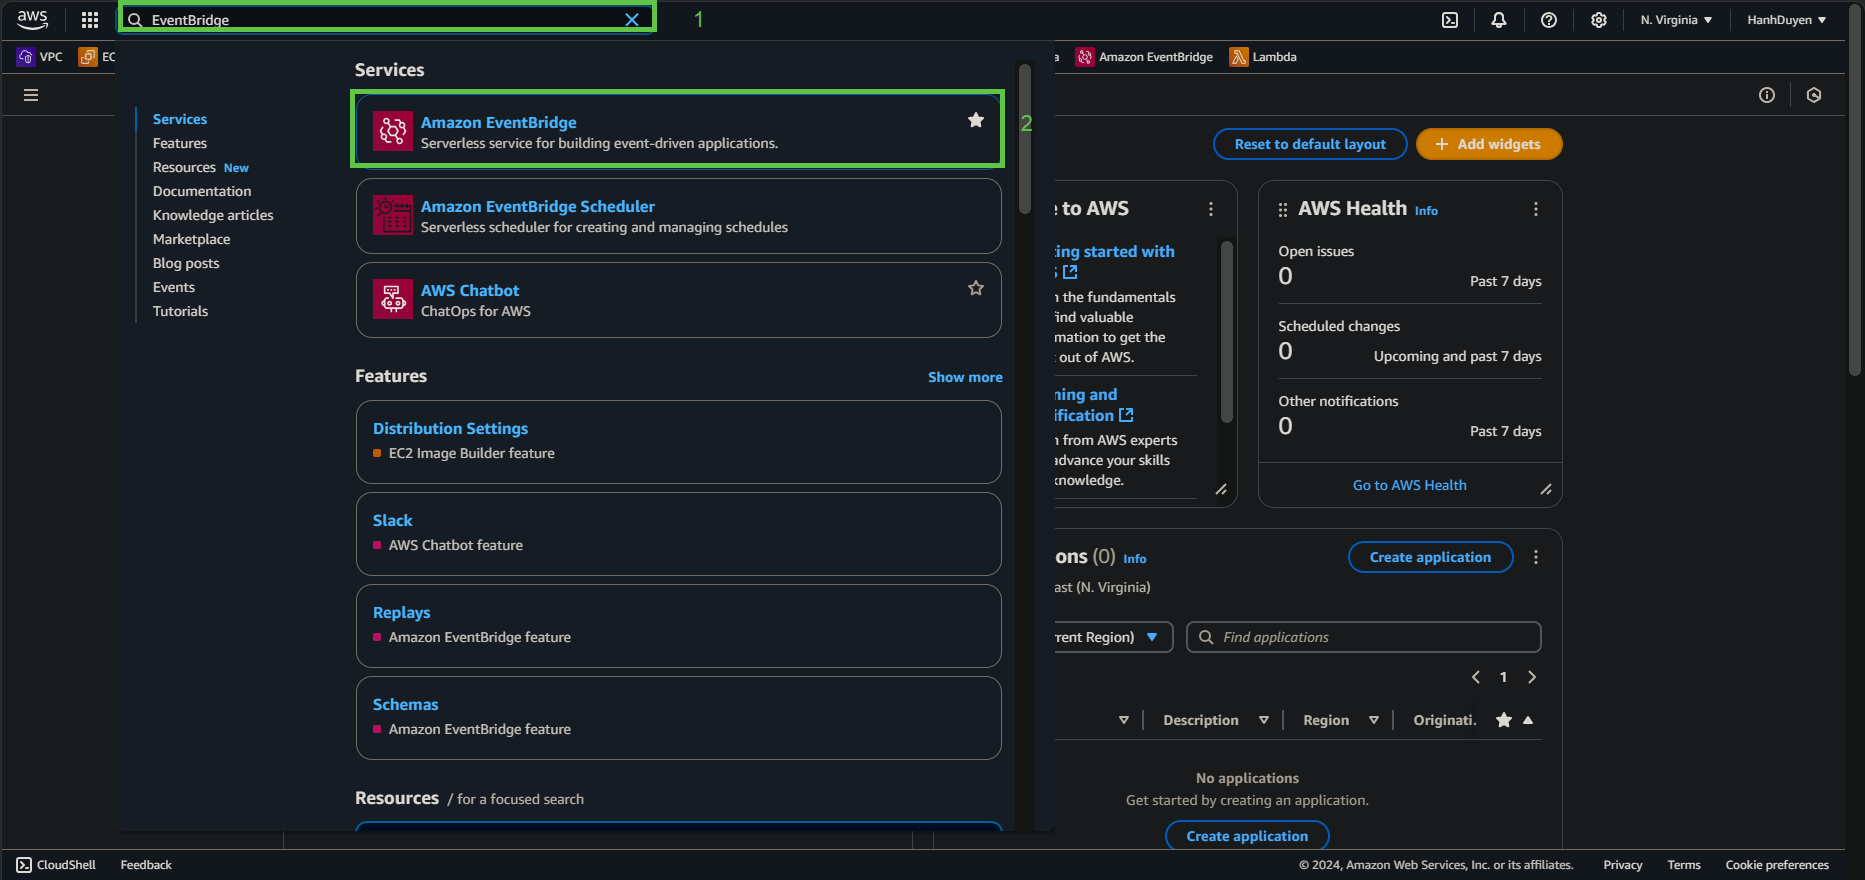 aws
EventBridge
1
N. Virginia
HanhDuyen
VPC
EC
a
Amazon EventBridge
Lambda
Services
Features
Resources New
Documentation
Knowledge articles
Marketplace
Blog posts
Events
Tutorials
Services
Amazon EventBridge
Serverless service for building event-driven applications.
2
Amazon EventBridge Scheduler
Serverless scheduler for creating and managing schedules
AWS Chatbot
ChatOps for AWS
Features
Show more
Distribution Settings
EC2 Image Builder feature
Slack
AWS Chatbot feature
Replays
Amazon EventBridge feature
Schemas
Amazon EventBridge feature
Resources / for a focused search
Reset to default layout
+ Add widgets
e to AWS
ting started with
S
n the fundamentals
find valuable
mation to get the
t out of AWS.
ning and
ification
n from AWS experts
advance your skills
knowledge.
AWS Health Info
Open issues
0
Past 7 days
Scheduled changes
0
Upcoming and past 7 days
Other notifications
0
Past 7 days
Go to AWS Health
ons (0) Info
Create application
ast (N. Virginia)
rrent Region)
Find applications
1
Description
Region
Originati.
No applications
Get started by creating an application.
Create application
CloudShell
Feedback
© 2024, Amazon Web Services, Inc. or its affiliates.
Privacy
Terms
Cookie preferences